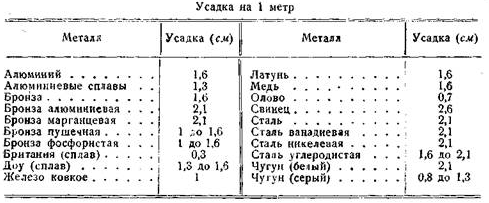 Усадка на 1 метр
Металл Усадка (см) Металл Усадка (см)
Алюминий . . . . . . . 1,6 Латунь . . . . . . . . . 1,6
Алюминиевые сплавы 1,3 Медь . . . . . . . . . . 1,6
Бронза . . . . . . . . 1,6 Олово . . . . . . . . . 0,7
Бронза алюминиевая . 2,1 Свинец . . . . . . . . . 2,6
Бронза марганцевая . 2,1 Сталь . . . . . . . . . 2,1
Бронза пушечная . . . 1 до 1,6 Сталь ванадиевая . . . 2,1
Бронза фосфористая . 1 до 1,6 Сталь никелевая . . . 2,1
Британия (сплав) . . . 0,3 Сталь углеродистая . . 1,6 до 2,1
Доу (сплав) . . . . . 1,3 до 1,6 Чугун (белый) . . . . . 2,1
Железо ковкое . . . . 1 Чугун (серый) . . . . . 0,8 до 1,3